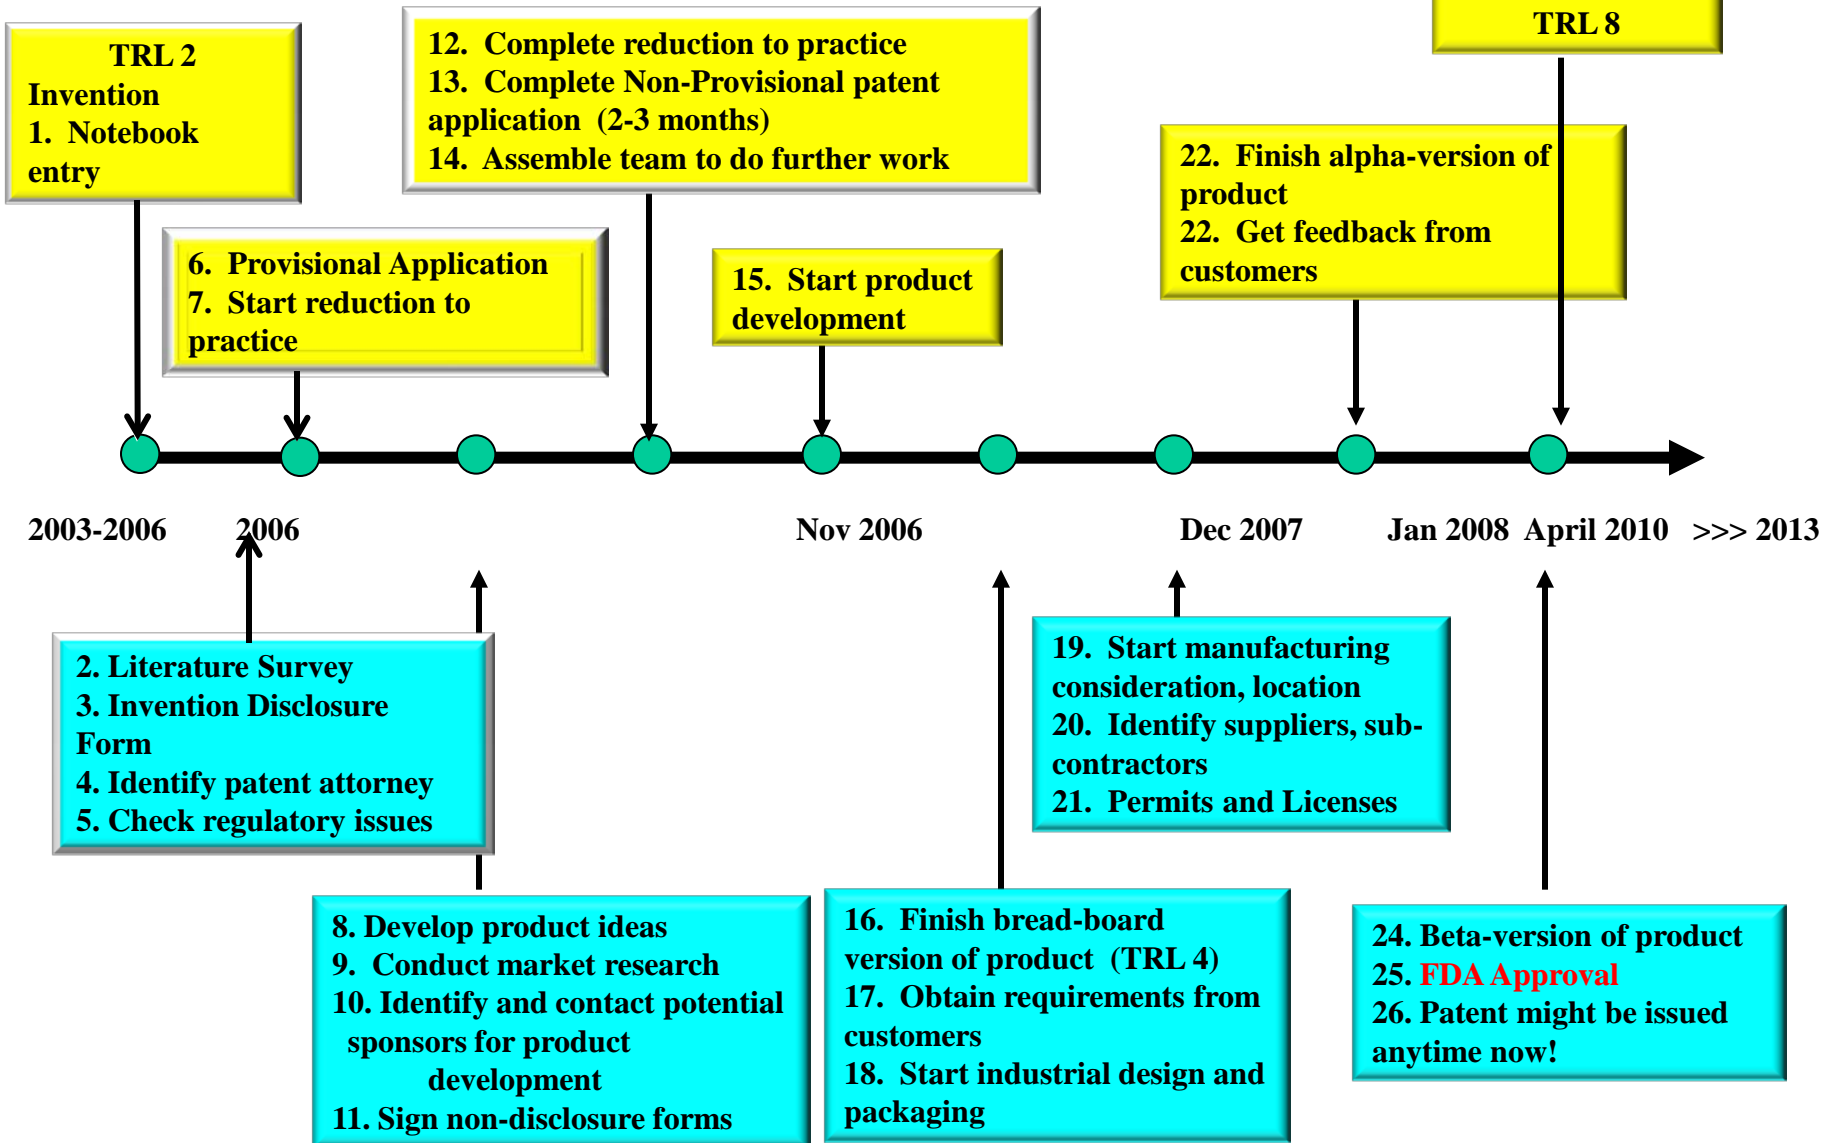 TRL 2
Invention
1. Notebook
entry
12. Complete reduction to practice
13. Complete Non-Provisional patent
application (2-3 months)
14. Assemble team to do further work
TRL 8
6. Provisional Application
7. Start reduction to
practice
15. Start product
development
22. Finish alpha-version of
product
22. Get feedback from
customers
2003-2006 2006 Nov 2006 Dec 2007 Jan 2008 April 2010 >>> 2013
2. Literature Survey
3. Invention Disclosure
Form
4. Identify patent attorney
5. Check regulatory issues
8. Develop product ideas
9. Conduct market research
10. Identify and contact potential
sponsors for product
development
11. Sign non-disclosure forms
16. Finish bread-board
version of product (TRL 4)
17. Obtain requirements from
customers
18. Start industrial design and
packaging
19. Start manufacturing
consideration, location
20. Identify suppliers, sub-
contractors
21. Permits and Licenses
24. Beta-version of product
25. FDA Approval
26. Patent might be issued
anytime now!